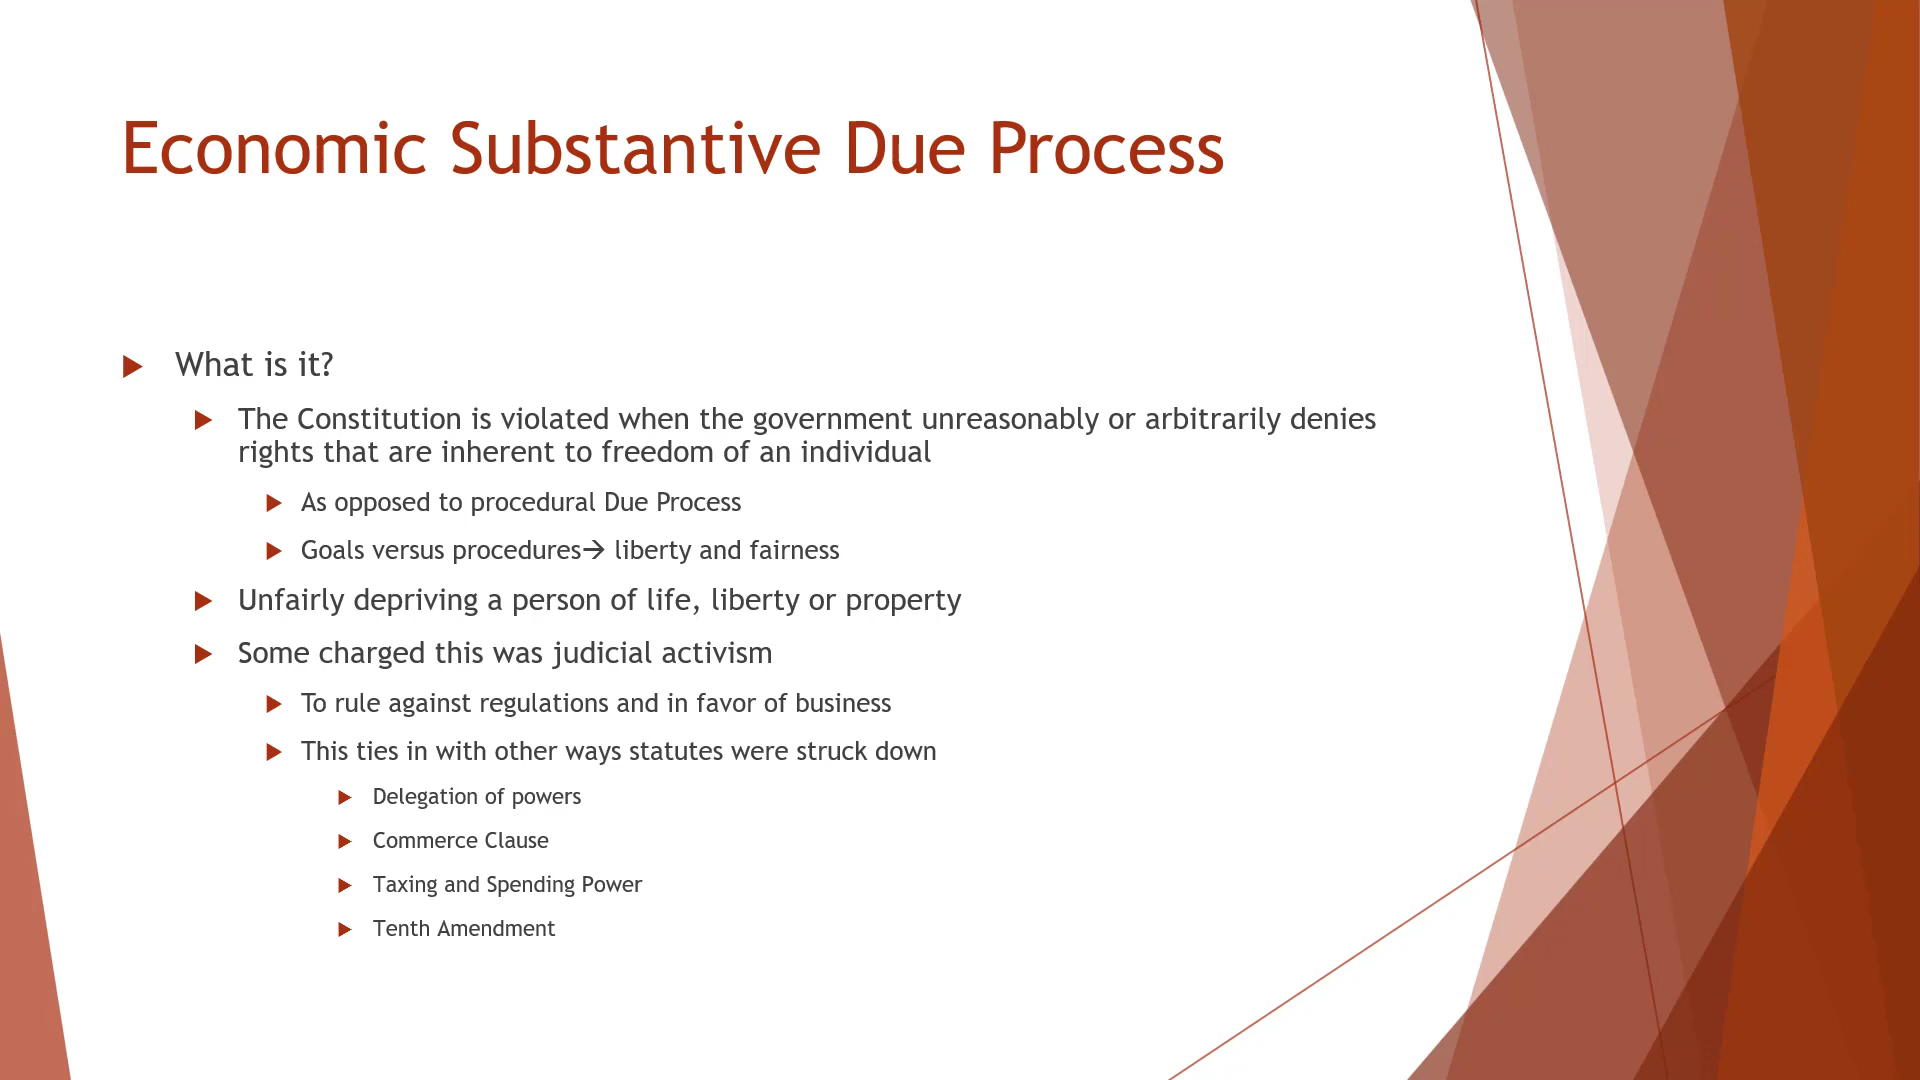 Economic Substantive Due Process
What is it?
The Constitution is violated when the government unreasonably or arbitrarily denies
rights that are inherent to freedom of an individual
As opposed to procedural Due Process
Goals versus procedures→ liberty and fairness
Unfairly depriving a person of life, liberty or property
Some charged this was judicial activism
To rule against regulations and in favor of business
This ties in with other ways statutes were struck down
Delegation of powers
Commerce Clause
Taxing and Spending Power
Tenth Amendment